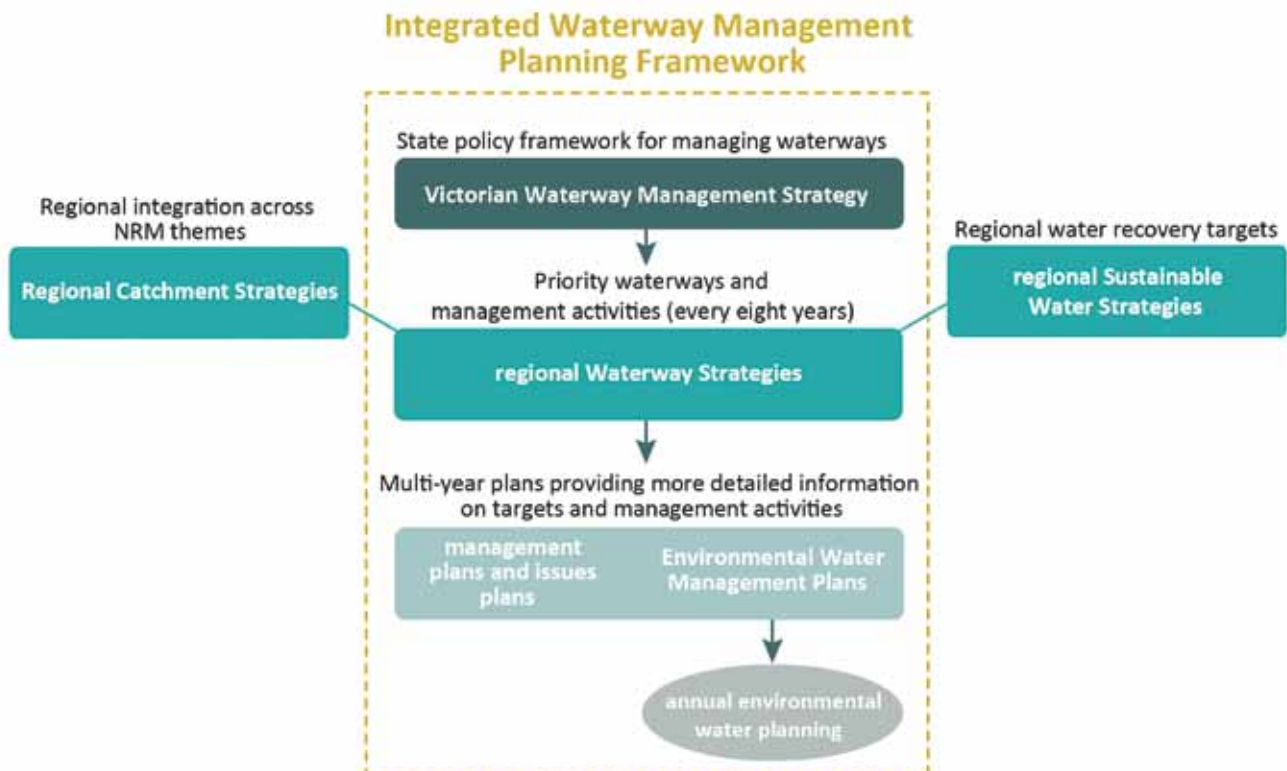 Integrated Waterway Management
Planning Framework
State policy framework for managing waterways
Victorian Waterway Management Strategy
Regional integration across
NRM themes
Regional Catchment Strategies
Regional water recovery targets
regional Sustainable
Water Strategies
Priority waterways and
management activities (every eight years)
regional Waterway Strategies
Multi-year plans providing more detailed information
on targets and management activities
management
plans and issues
plans
Environmental Water
Management Plans
annual environmental
water planning